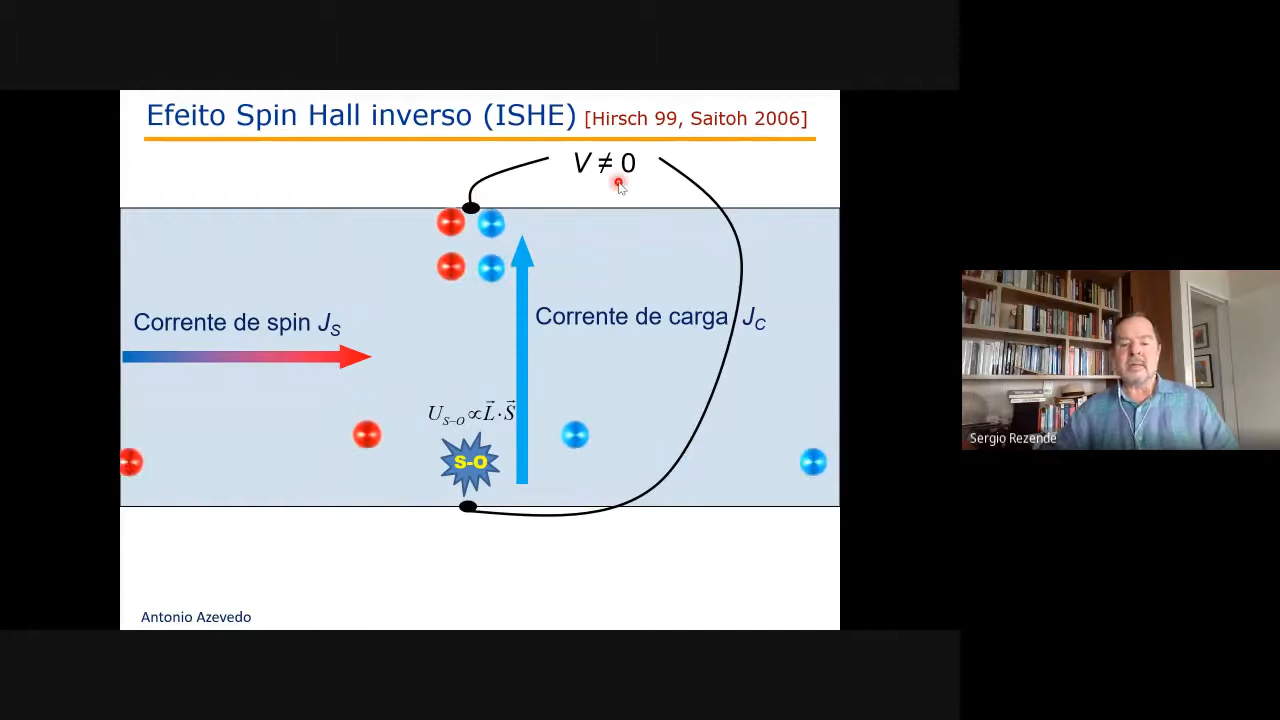 Efeito Spin Hall inverso (ISHE) [Hirsch 99, Saitoh 2006]
V ≠ 0
Corrente de spin J_S
Corrente de carga J_C
U_{S–O} ∝ L⃗·S⃗
S-O
Sergio Rezende
Antonio Azevedo